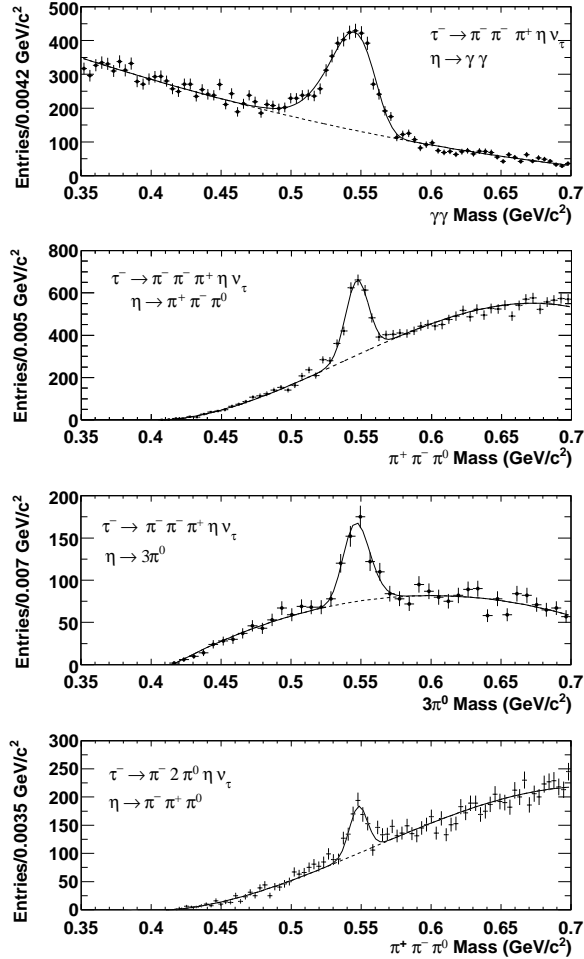 Entries/0.0042 GeV/c²
500
400
300
200
100
0
τ⁻ → π⁻ π⁻ π⁺ η ν_τ
η → γ γ
0.35 0.4 0.45 0.5 0.55 0.6 0.65 0.7
γγ Mass (GeV/c²)
Entries/0.005 GeV/c²
800
600
400
200
0
τ⁻ → π⁻ π⁻ π⁺ η ν_τ
η → π⁺ π⁻ π⁰
0.35 0.4 0.45 0.5 0.55 0.6 0.65 0.7
π⁺ π⁻ π⁰ Mass (GeV/c²)
Entries/0.007 GeV/c²
200
150
100
50
0
τ⁻ → π⁻ π⁻ π⁺ η ν_τ
η → 3π⁰
0.35 0.4 0.45 0.5 0.55 0.6 0.65 0.7
3π⁰ Mass (GeV/c²)
Entries/0.0035 GeV/c²
300
250
200
150
100
50
0
τ⁻ → π⁻ 2 π⁰ η ν_τ
η → π⁻ π⁺ π⁰
0.35 0.4 0.45 0.5 0.55 0.6 0.65 0.7
π⁺ π⁻ π⁰ Mass (GeV/c²)